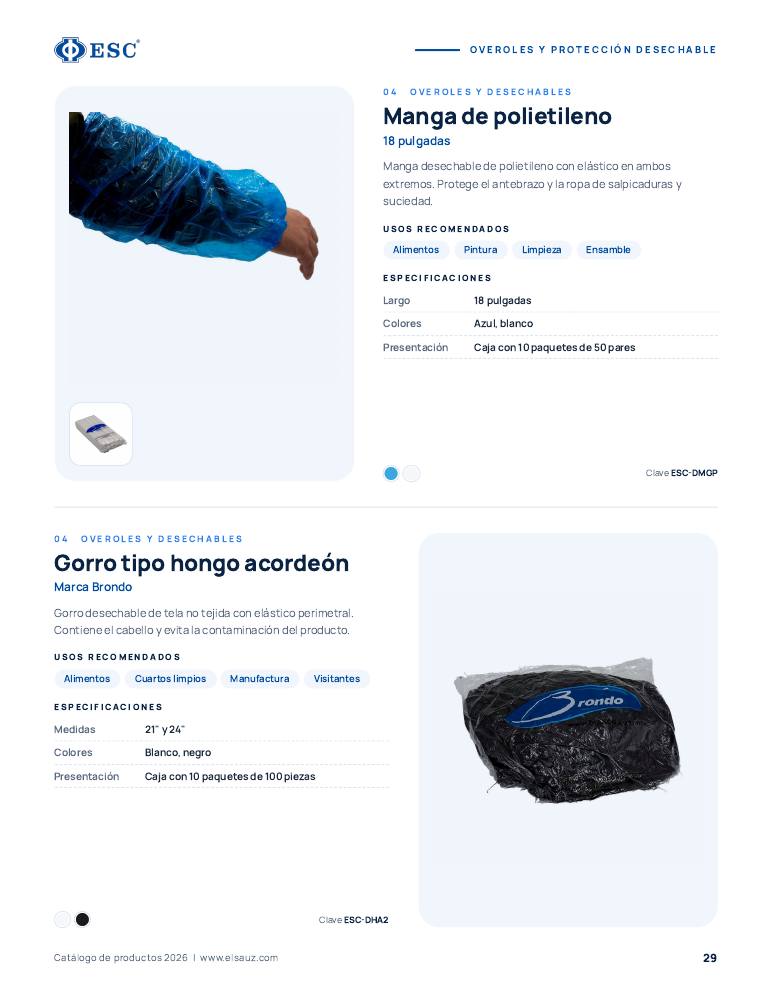 ESC
OVEROLES Y PROTECCIÓN DESECHABLE
04 OVEROLES Y DESECHABLES
Manga de polietileno
18 pulgadas
Manga desechable de polietileno con elástico en ambos
extremos. Protege el antebrazo y la ropa de salpicaduras y
suciedad.
USOS RECOMENDADOS
Alimentos Pintura Limpieza Ensamble
ESPECIFICACIONES
Largo 18 pulgadas
Colores Azul, blanco
Presentación Caja con 10 paquetes de 50 pares
Clave ESC-DMGP
04 OVEROLES Y DESECHABLES
Gorro tipo hongo acordeón
Marca Brondo
Gorro desechable de tela no tejida con elástico perimetral.
Contiene el cabello y evita la contaminación del producto.
USOS RECOMENDADOS
Alimentos Cuartos limpios Manufactura Visitantes
ESPECIFICACIONES
Medidas 21" y 24"
Colores Blanco, negro
Presentación Caja con 10 paquetes de 100 piezas
Clave ESC-DHA2
Brondo
Catálogo de productos 2026 | www.elsauz.com
29